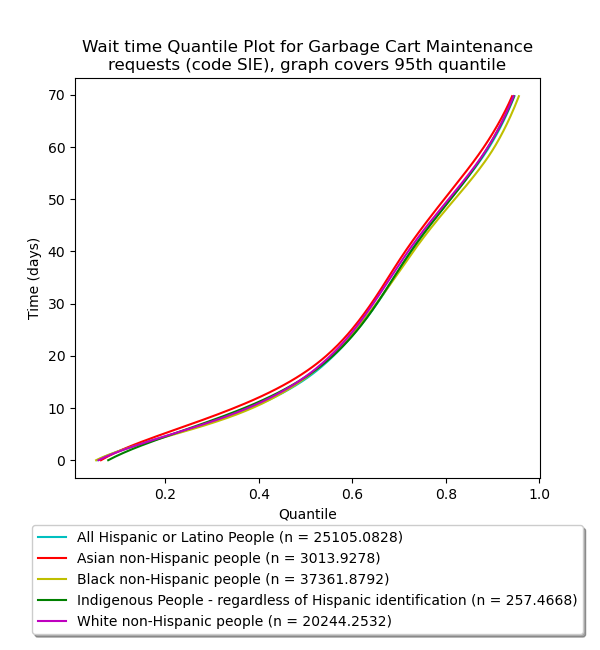 Wait time Quantile Plot for Garbage Cart Maintenance
requests (code SIE), graph covers 95th quantile
Time (days)
70
60
50
40
30
20
10
0
0.2 0.4 0.6 0.8 1.0
Quantile
All Hispanic or Latino People (n = 25105.0828)
Asian non-Hispanic people (n = 3013.9278)
Black non-Hispanic people (n = 37361.8792)
Indigenous People - regardless of Hispanic identification (n = 257.4668)
White non-Hispanic people (n = 20244.2532)